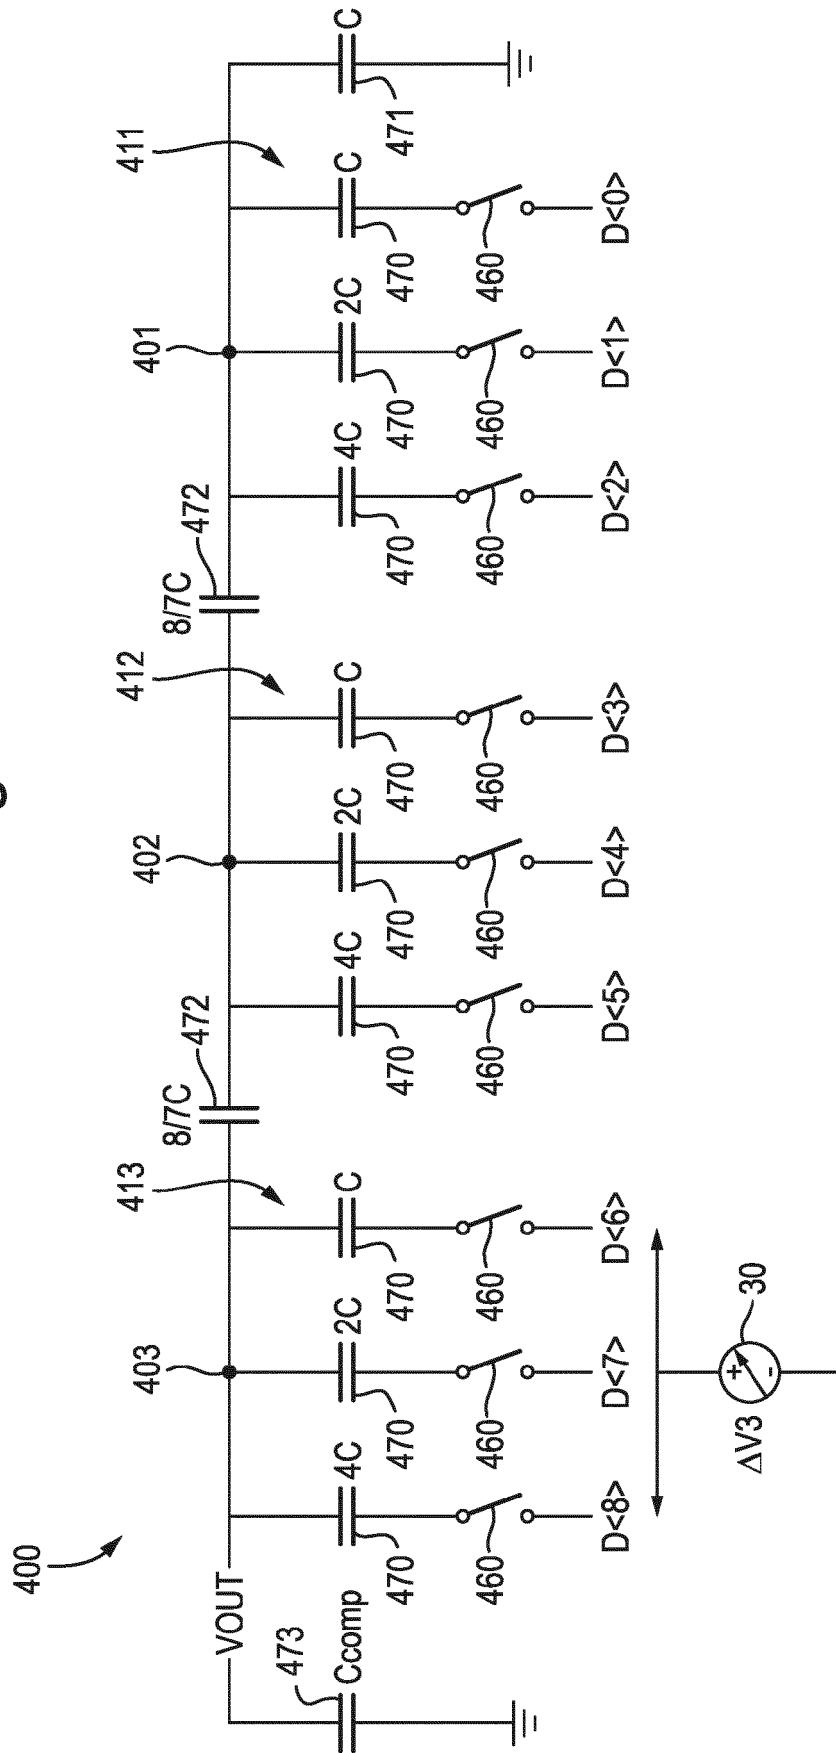 400
413 412 411
403 402 401
8/7C 472 8/7C 472
VOUT
473
Ccomp 4C 2C C 4C 2C C 4C 2C C C
470 470 470 470 470 470 470 470 470 471
460 460 460 460 460 460 460 460 460
D<8> D<7> D<6> D<5> D<4> D<3> D<2> D<1> D<0>
ΔV3 + - 30